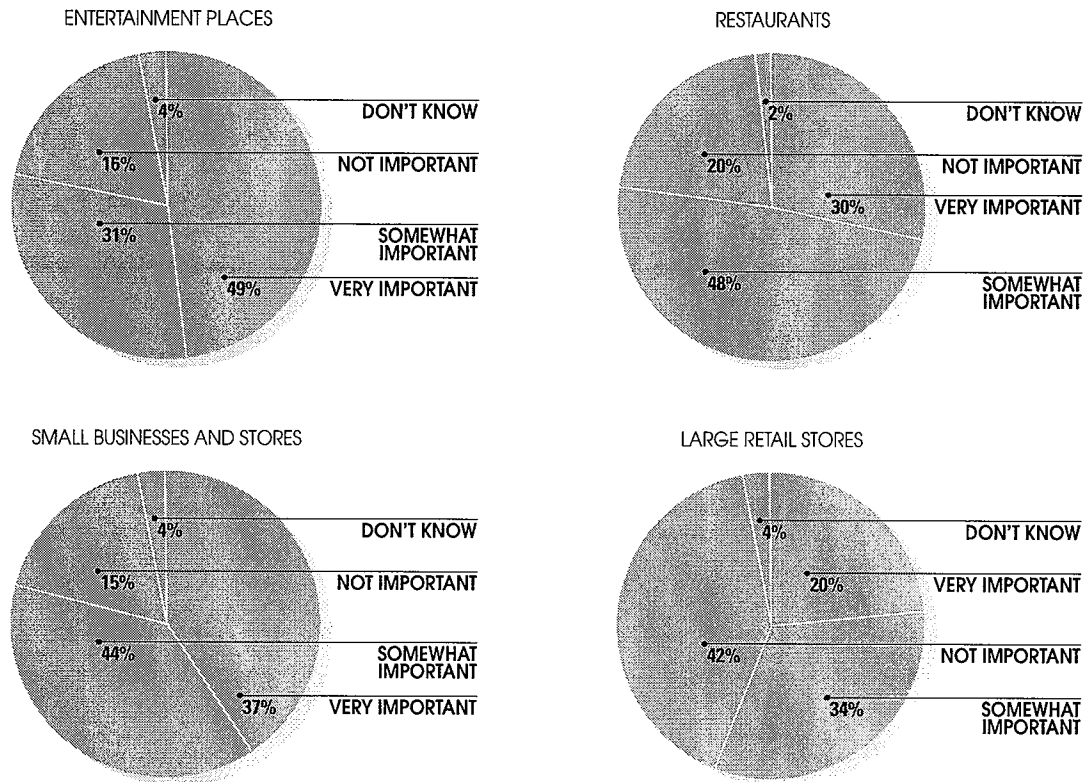 ENTERTAINMENT PLACES
4%
DON'T KNOW
16%
NOT IMPORTANT
31%
SOMEWHAT
IMPORTANT
49%
VERY IMPORTANT
RESTAURANTS
2%
DON'T KNOW
20%
NOT IMPORTANT
30%
VERY IMPORTANT
48%
SOMEWHAT
IMPORTANT
SMALL BUSINESSES AND STORES
4%
DON'T KNOW
15%
NOT IMPORTANT
44%
SOMEWHAT
IMPORTANT
37%
VERY IMPORTANT
LARGE RETAIL STORES
4%
DON'T KNOW
20%
VERY IMPORTANT
42%
NOT IMPORTANT
34%
SOMEWHAT
IMPORTANT